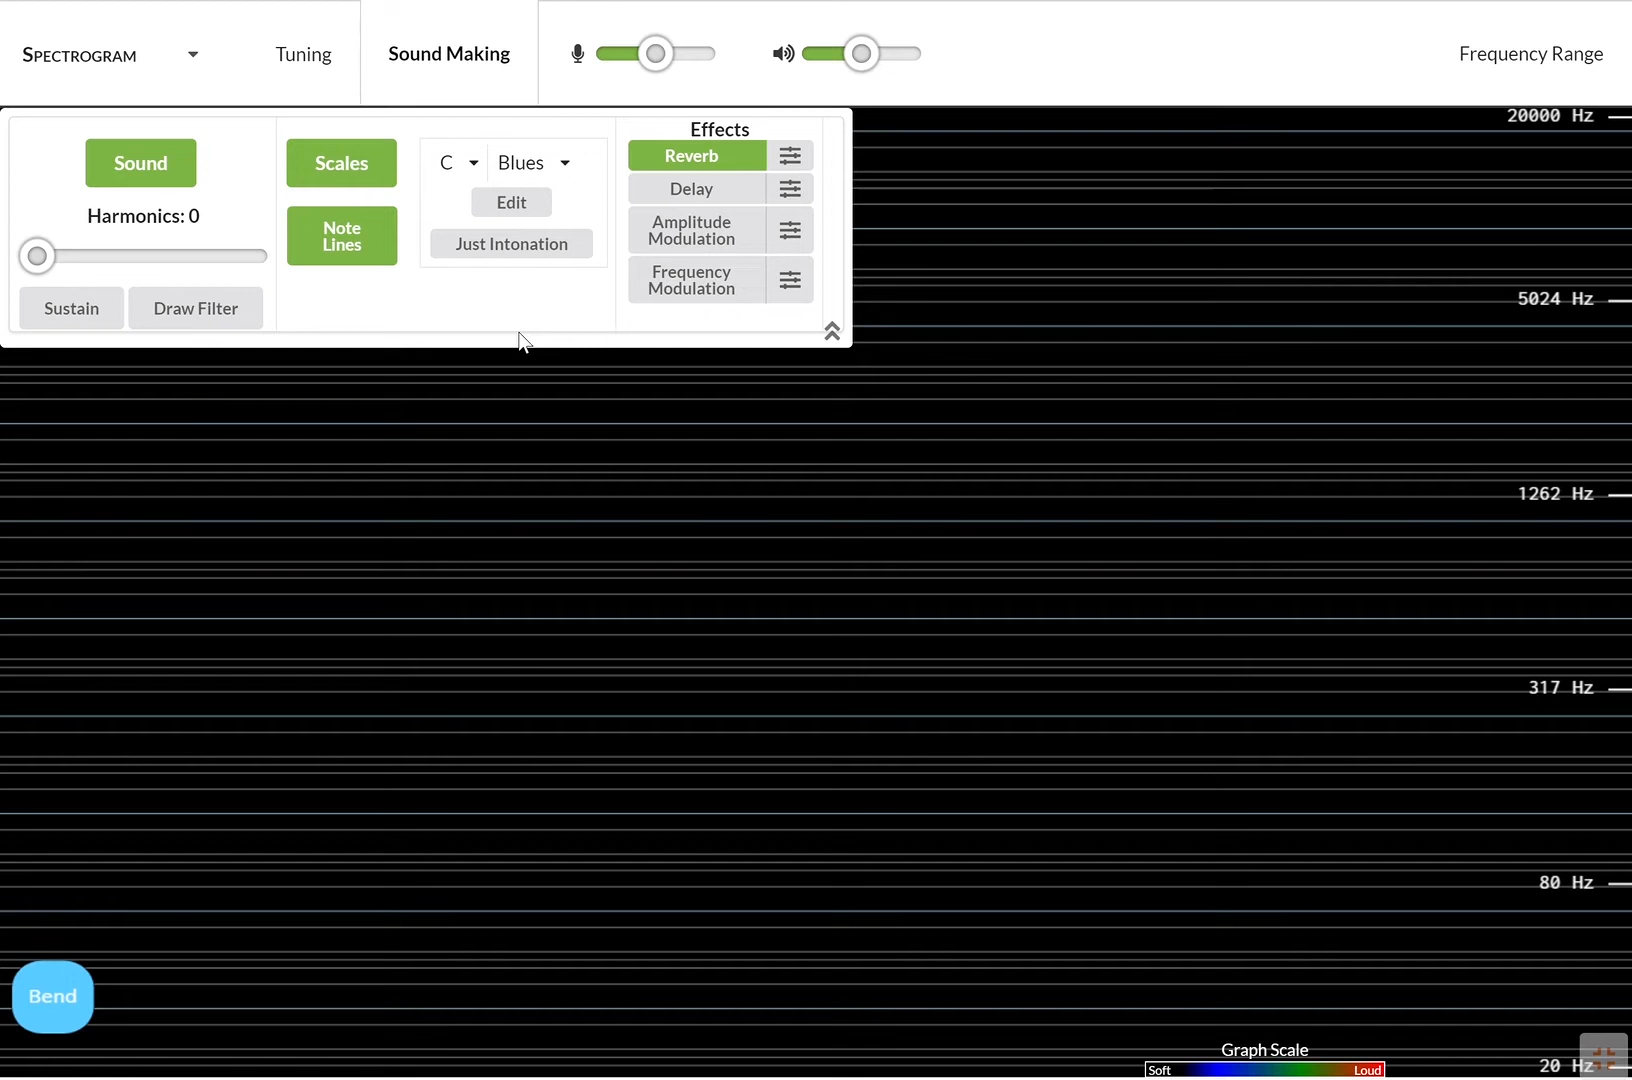 SPECTROGRAM
Tuning
Sound Making
Frequency Range
Sound
Harmonics: 0
Sustain
Draw Filter
Scales
Note
Lines
C
Blues
Edit
Just Intonation
Effects
Reverb
Delay
Amplitude
Modulation
Frequency
Modulation
20000 Hz
5024 Hz
1262 Hz
317 Hz
80 Hz
20 Hz
Bend
Graph Scale
Soft
Loud